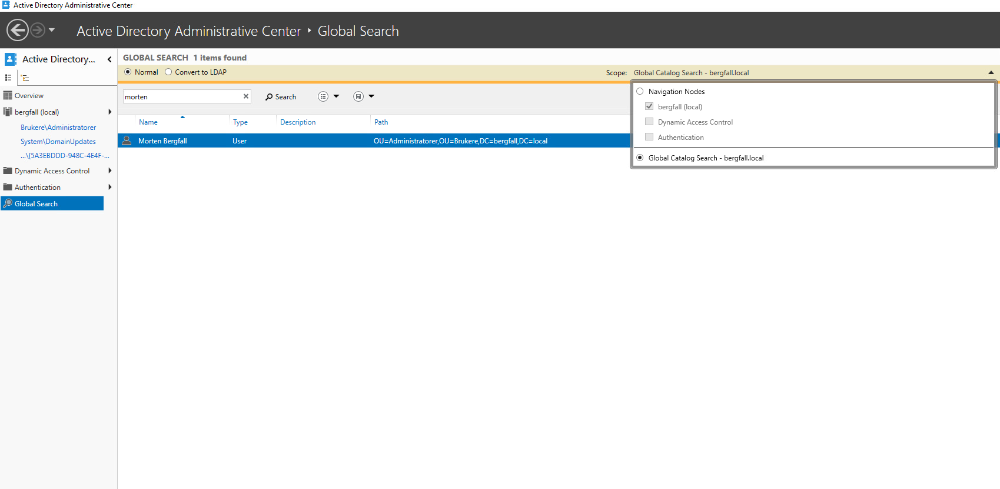 Active Directory Administrative Center
Active Directory Administrative Center • Global Search
Active Directory...
GLOBAL SEARCH 1 items found
Normal Convert to LDAP
Scope: Global Catalog Search - bergfall.local
morten
Search
Navigation Nodes
bergfall (local)
Dynamic Access Control
Authentication
Global Catalog Search - bergfall.local
Overview
bergfall (local)
Brukere\Administratorer
System\DomainUpdates
...\{5A3EBDDD-948C-4E4F-...
Dynamic Access Control
Authentication
Global Search
Name Type Description Path
Morten Bergfall User OU=Administratorer,OU=Brukere,DC=bergfall,DC=local